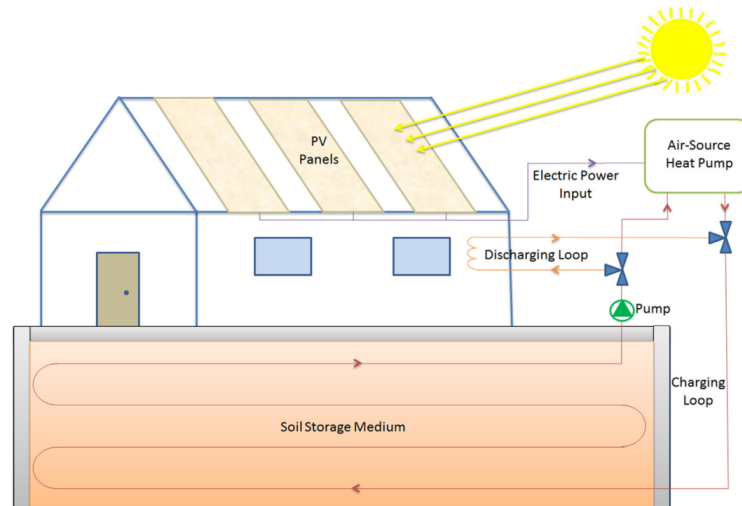 PV
Panels
Air-Source
Heat Pump
Electric Power
Input
Discharging Loop
Pump
Charging
Loop
Soil Storage Medium